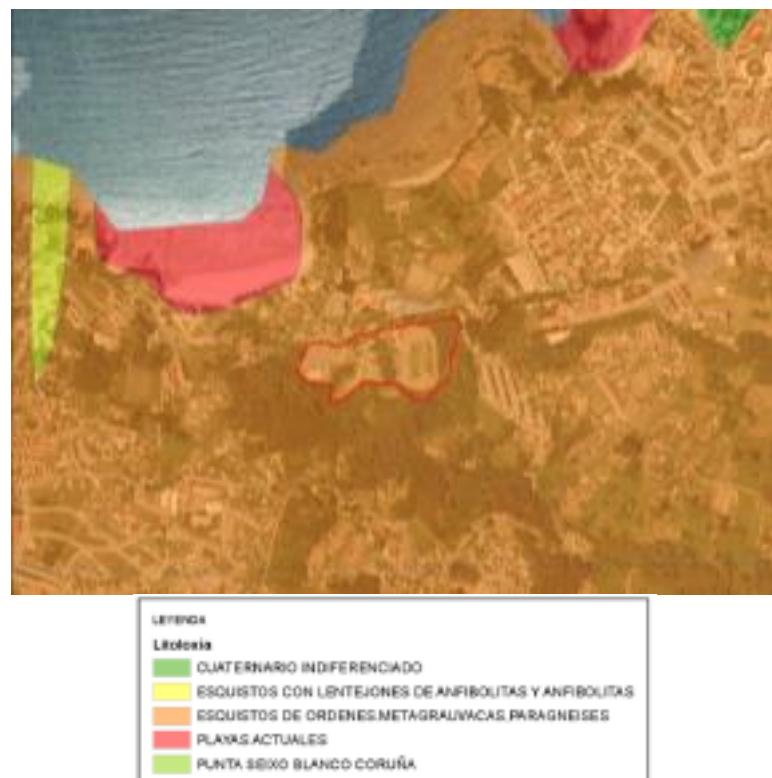 LEYENDA
Litoloxía
CUATERNARIO INDIFERENCIADO
ESQUISTOS CON LENTEJONES DE ANFIBOLITAS Y ANFIBOLITAS
ESQUISTOS DE ORDENES.METAGRAUVACAS.PARAGNEISES
PLAYAS ACTUALES
PUNTA SEIXO BLANCO CORUÑA